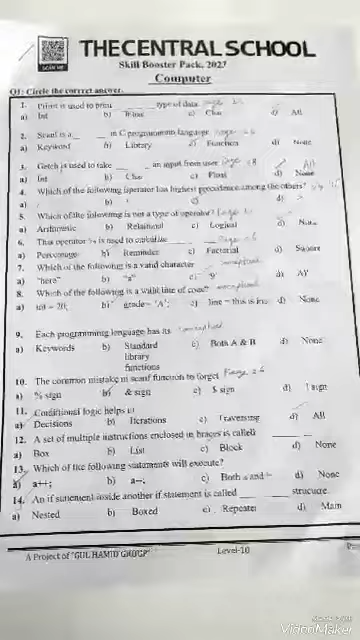 THE CENTRAL SCHOOL
Skill Booster Pack, 2023
Computer
Q1: Circle the correct answer.
1. Print is used to print ______ type of data.
a) Int b) c) Char d) All
2. Scanf is a ______ in C programming language.
a) Keyword b) Library c) Function d) None
3. Getch is used to take ______ an input from user.
a) Int b) Char c) Float d) None
4. Which of the following operator has highest precedence among the others?
5. Which of the following is not a type of operator?
a) Arithmetic b) Relational c) Logical d) None
6. This operator % is used to calculate ______
a) Percentage b) Reminder c) Factorial d) Square
7. Which of the following is a valid character
a) "here" b) "a" c) '9' d) AY
8. Which of the following is a valid line of code?
b) grade= 'A'; c) line = this is d) None
9. Each programming language has its
a) Keywords b) Standard c) Both A & B d) None
library
functions
10. The common mistake in scanf function to forget
a) % sign b) & sign c) $ sign d) sign
11. Conditional logic helps in
a) Decisions b) Iterations c) Traversing d) All
12. A set of multiple instructions enclosed in braces is called ______
a) Box b) List c) Block d) None
13. Which of the following statements will execute?
a) a++; b) a--; c) Both a and b d) None
14. An if statement inside another if statement is called ______ structure.
a) Nested b) Boxed c) Repeater d) Main
A Project of "GUL HAMID GROUP" Level-10
VideoMaker